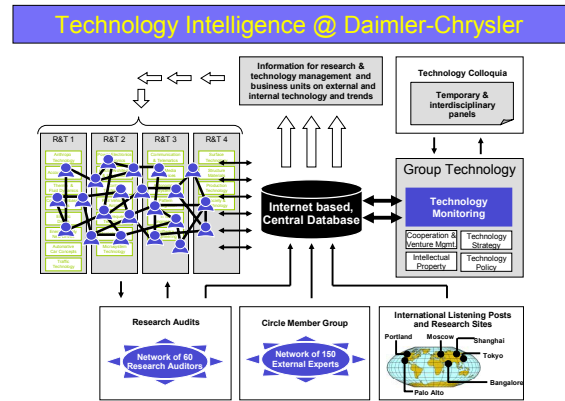 Technology Intelligence @ Daimler-Chrysler
Information for research &
technology management and
business units on external and
internal technology and trends
Technology Colloquia
Temporary &
interdisciplinary
panels
R&T 1
R&T 2
R&T 3
R&T 4
Group Technology
Technology
Monitoring
Cooperation &
Venture Mgmt.
Technology
Strategy
Intellectual
Property
Technology
Policy
Internet based,
Central Database
Research Audits
Network of 60
Research Auditors
Circle Member Group
Network of 150
External Experts
International Listening Posts
and Research Sites
Portland
Moscow
Shanghai
Tokyo
Bangalore
Palo Alto